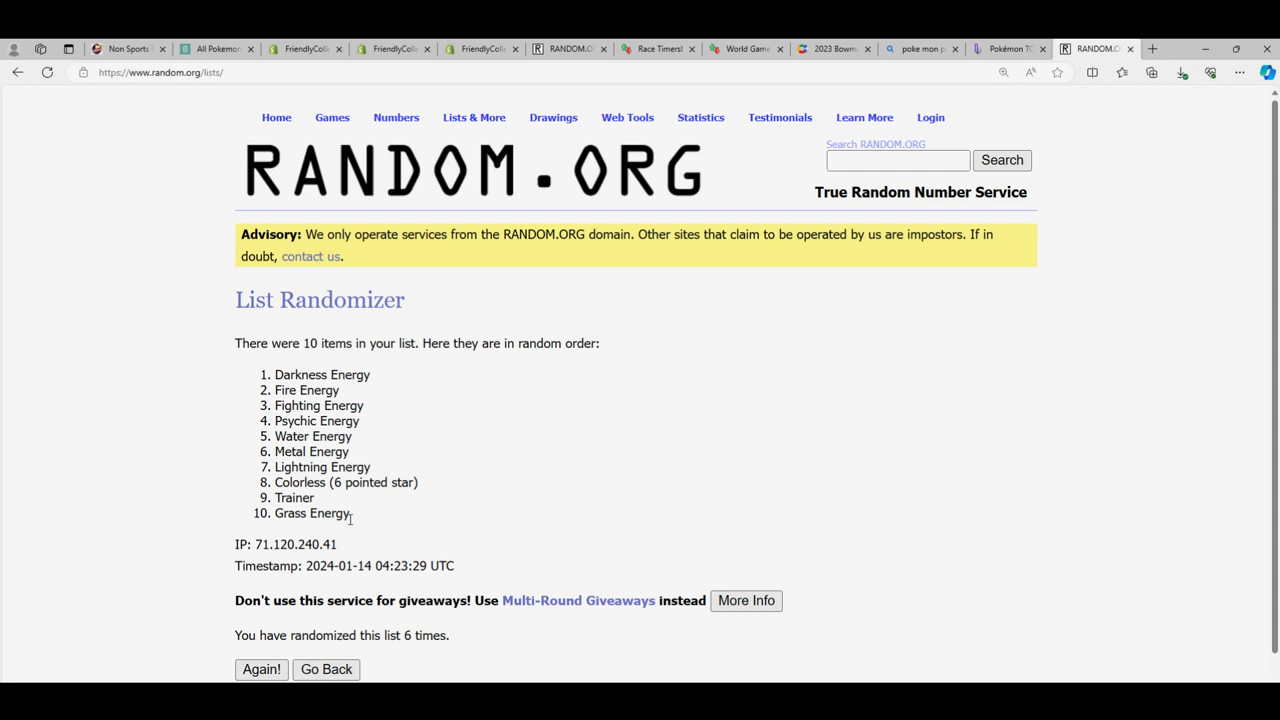 Non Sports
All Pokemon
FriendlyColle
FriendlyColle
FriendlyColle
RANDOM.O
Race Timers!
World Game
2023 Bowm
poke mon p
Pokémon TC
RANDOM.O
https://www.random.org/lists/
Home Games Numbers Lists & More Drawings Web Tools Statistics Testimonials Learn More Login
RANDOM.ORG
Search RANDOM.ORG
Search
True Random Number Service
Advisory: We only operate services from the RANDOM.ORG domain. Other sites that claim to be operated by us are impostors. If in
doubt, contact us.
List Randomizer
There were 10 items in your list. Here they are in random order:
1. Darkness Energy
2. Fire Energy
3. Fighting Energy
4. Psychic Energy
5. Water Energy
6. Metal Energy
7. Lightning Energy
8. Colorless (6 pointed star)
9. Trainer
10. Grass Energy
IP: 71.120.240.41
Timestamp: 2024-01-14 04:23:29 UTC
Don't use this service for giveaways! Use Multi-Round Giveaways instead More Info
You have randomized this list 6 times.
Again! Go Back